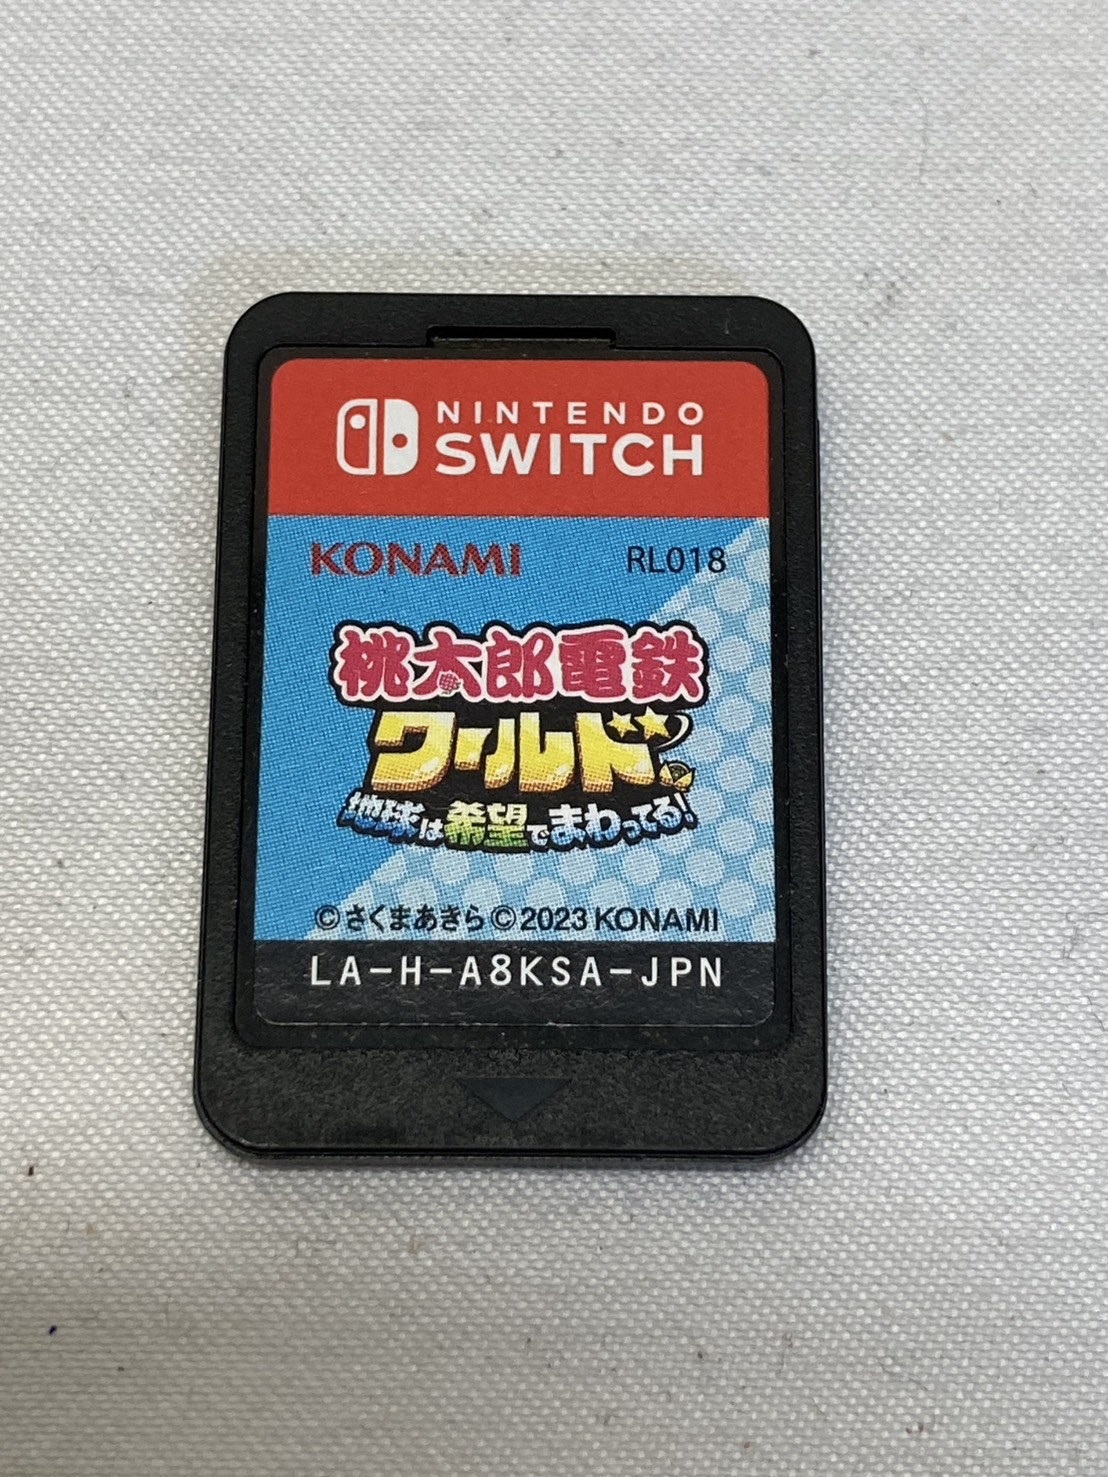 NINTENDO
SWITCH
KONAMI RL018
桃太郎電鉄
ワールド
地球は希望でまわってる!
©さくまあきら©2023 KONAMI
LA-H-A8KSA-JPN